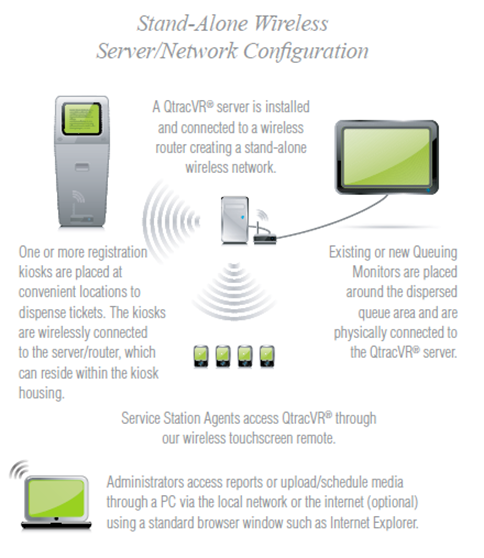 Stand-Alone Wireless
Server/Network Configuration
A QtracVR® server is installed
and connected to a wireless
router creating a stand-alone
wireless network.
One or more registration
kiosks are placed at
convenient locations to
dispense tickets. The kiosks
are wirelessly connected
to the server/router, which
can reside within the kiosk
housing.
Existing or new Queuing
Monitors are placed
around the dispersed
queue area and are
physically connected to
the QtracVR® server.
Service Station Agents access QtracVR® through
our wireless touchscreen remote.
Administrators access reports or upload/schedule media
through a PC via the local network or the internet (optional)
using a standard browser window such as Internet Explorer.